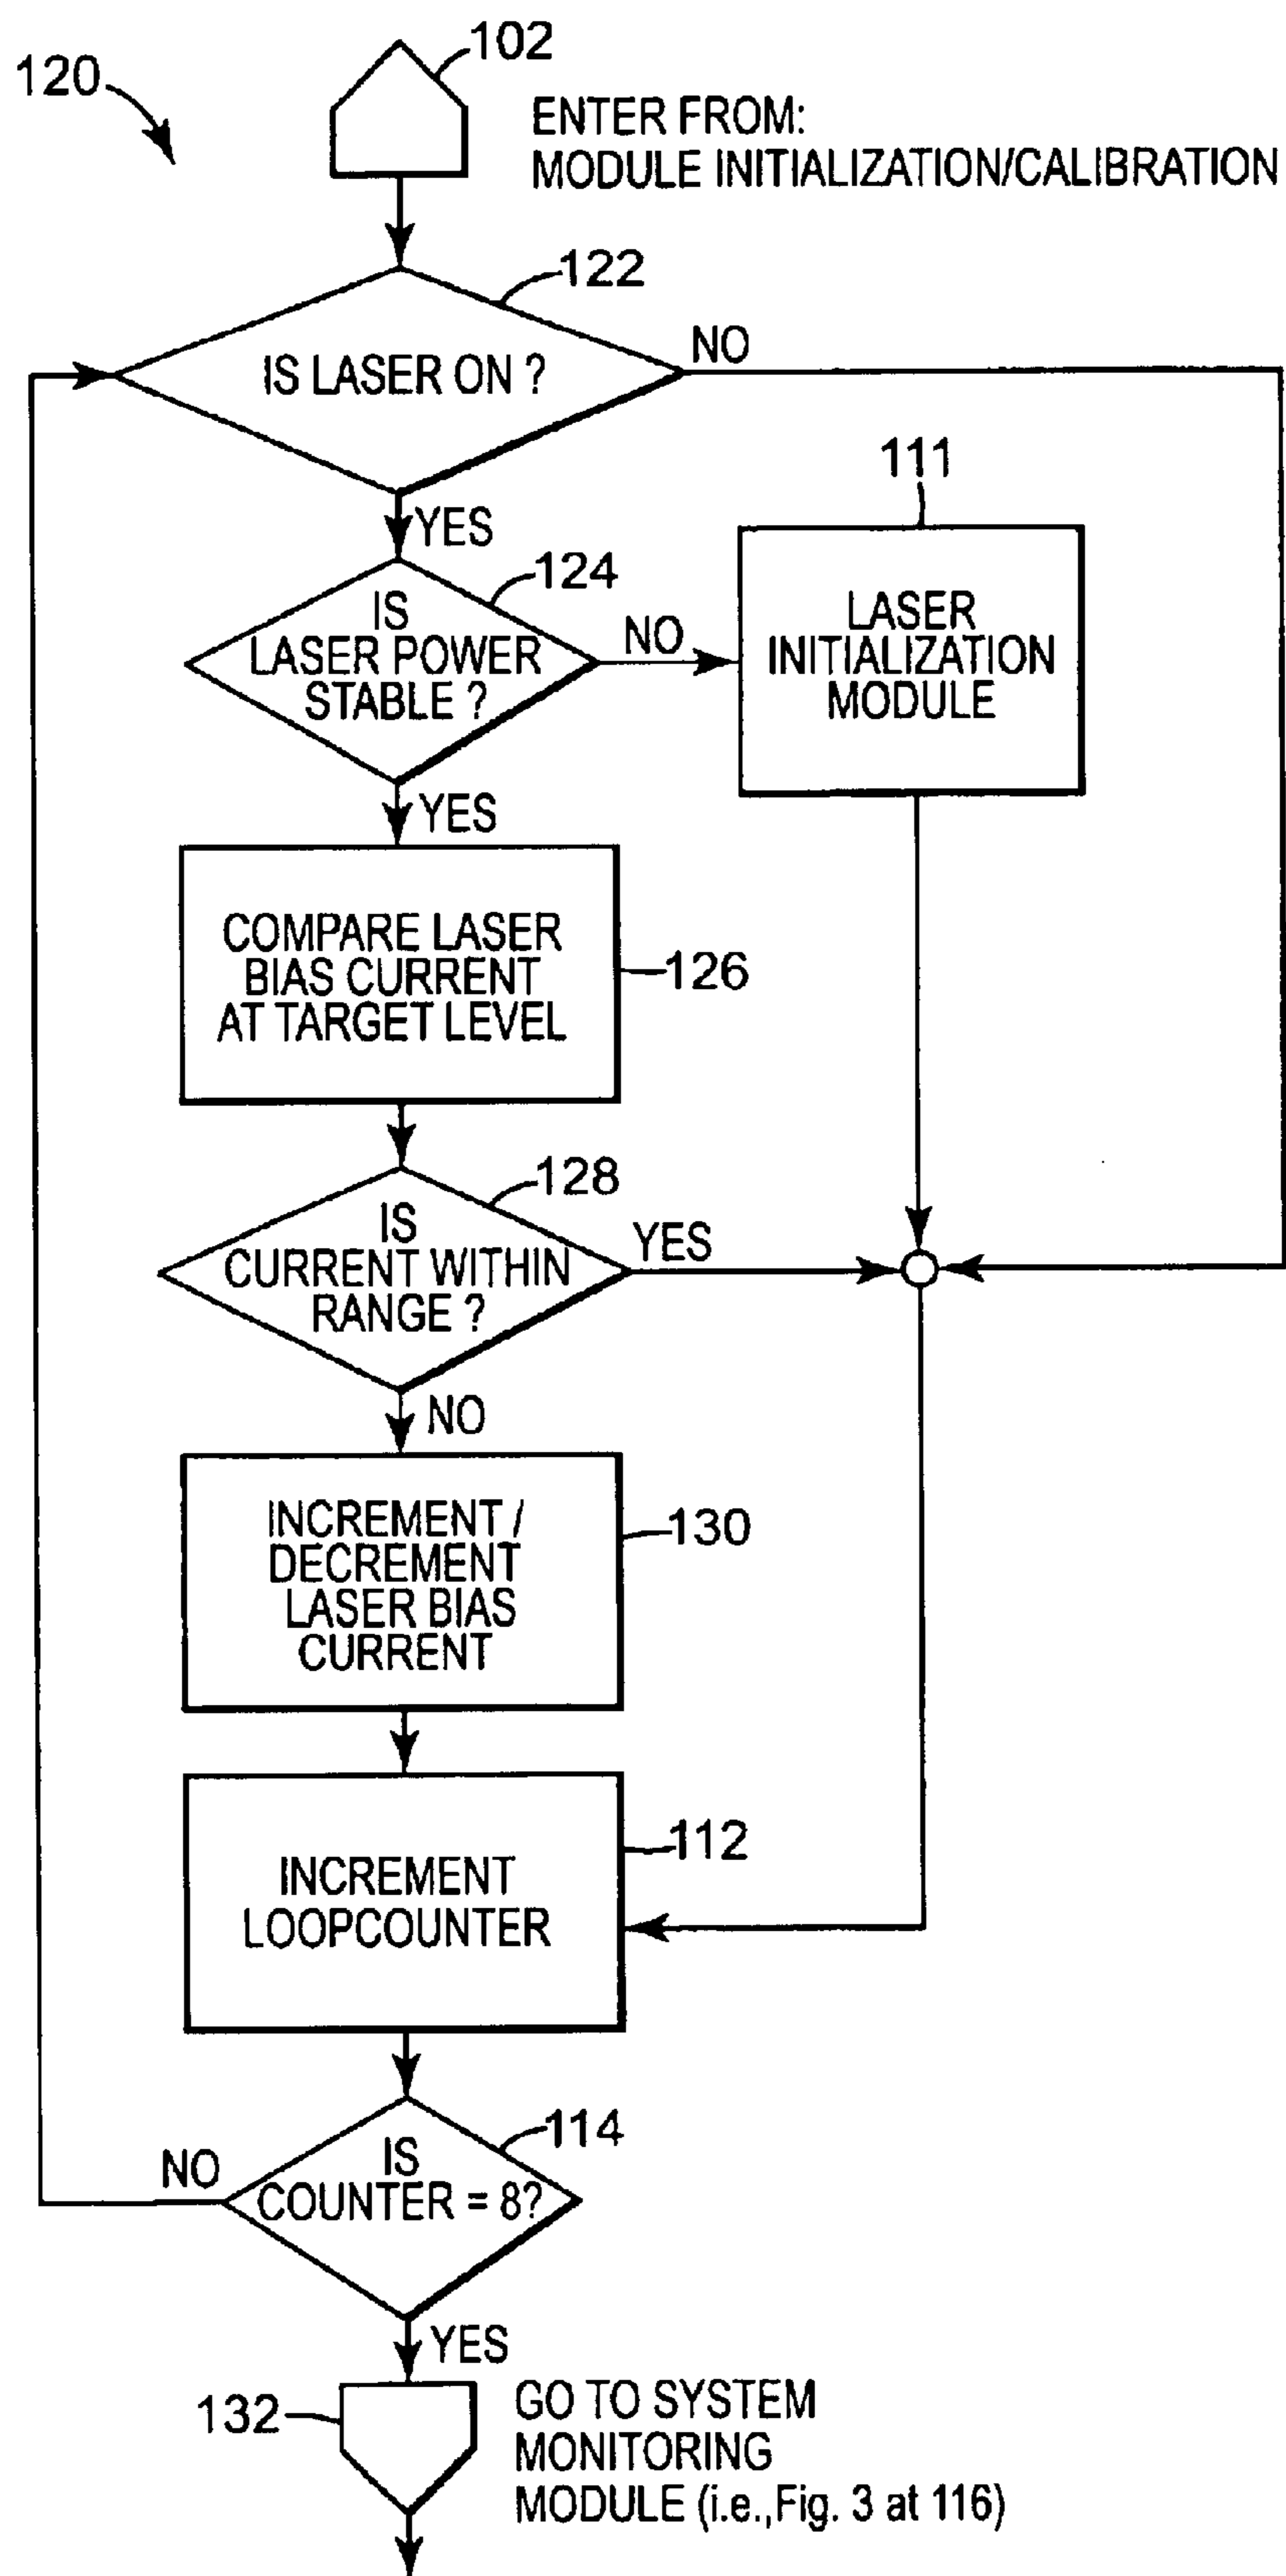 102
120
ENTER FROM:
MODULE INITIALIZATION/CALIBRATION
122
IS LASER ON ?
NO
111
YES
124
IS
LASER POWER
STABLE ?
NO
LASER
INITIALIZATION
MODULE
YES
COMPARE LASER
BIAS CURRENT
AT TARGET LEVEL
126
128
IS
CURRENT WITHIN
RANGE ?
YES
NO
INCREMENT /
DECREMENT
LASER BIAS
CURRENT
130
INCREMENT
LOOPCOUNTER
112
114
IS
COUNTER = 8?
NO
YES
132
GO TO SYSTEM
MONITORING
MODULE (i.e.,Fig. 3 at 116)